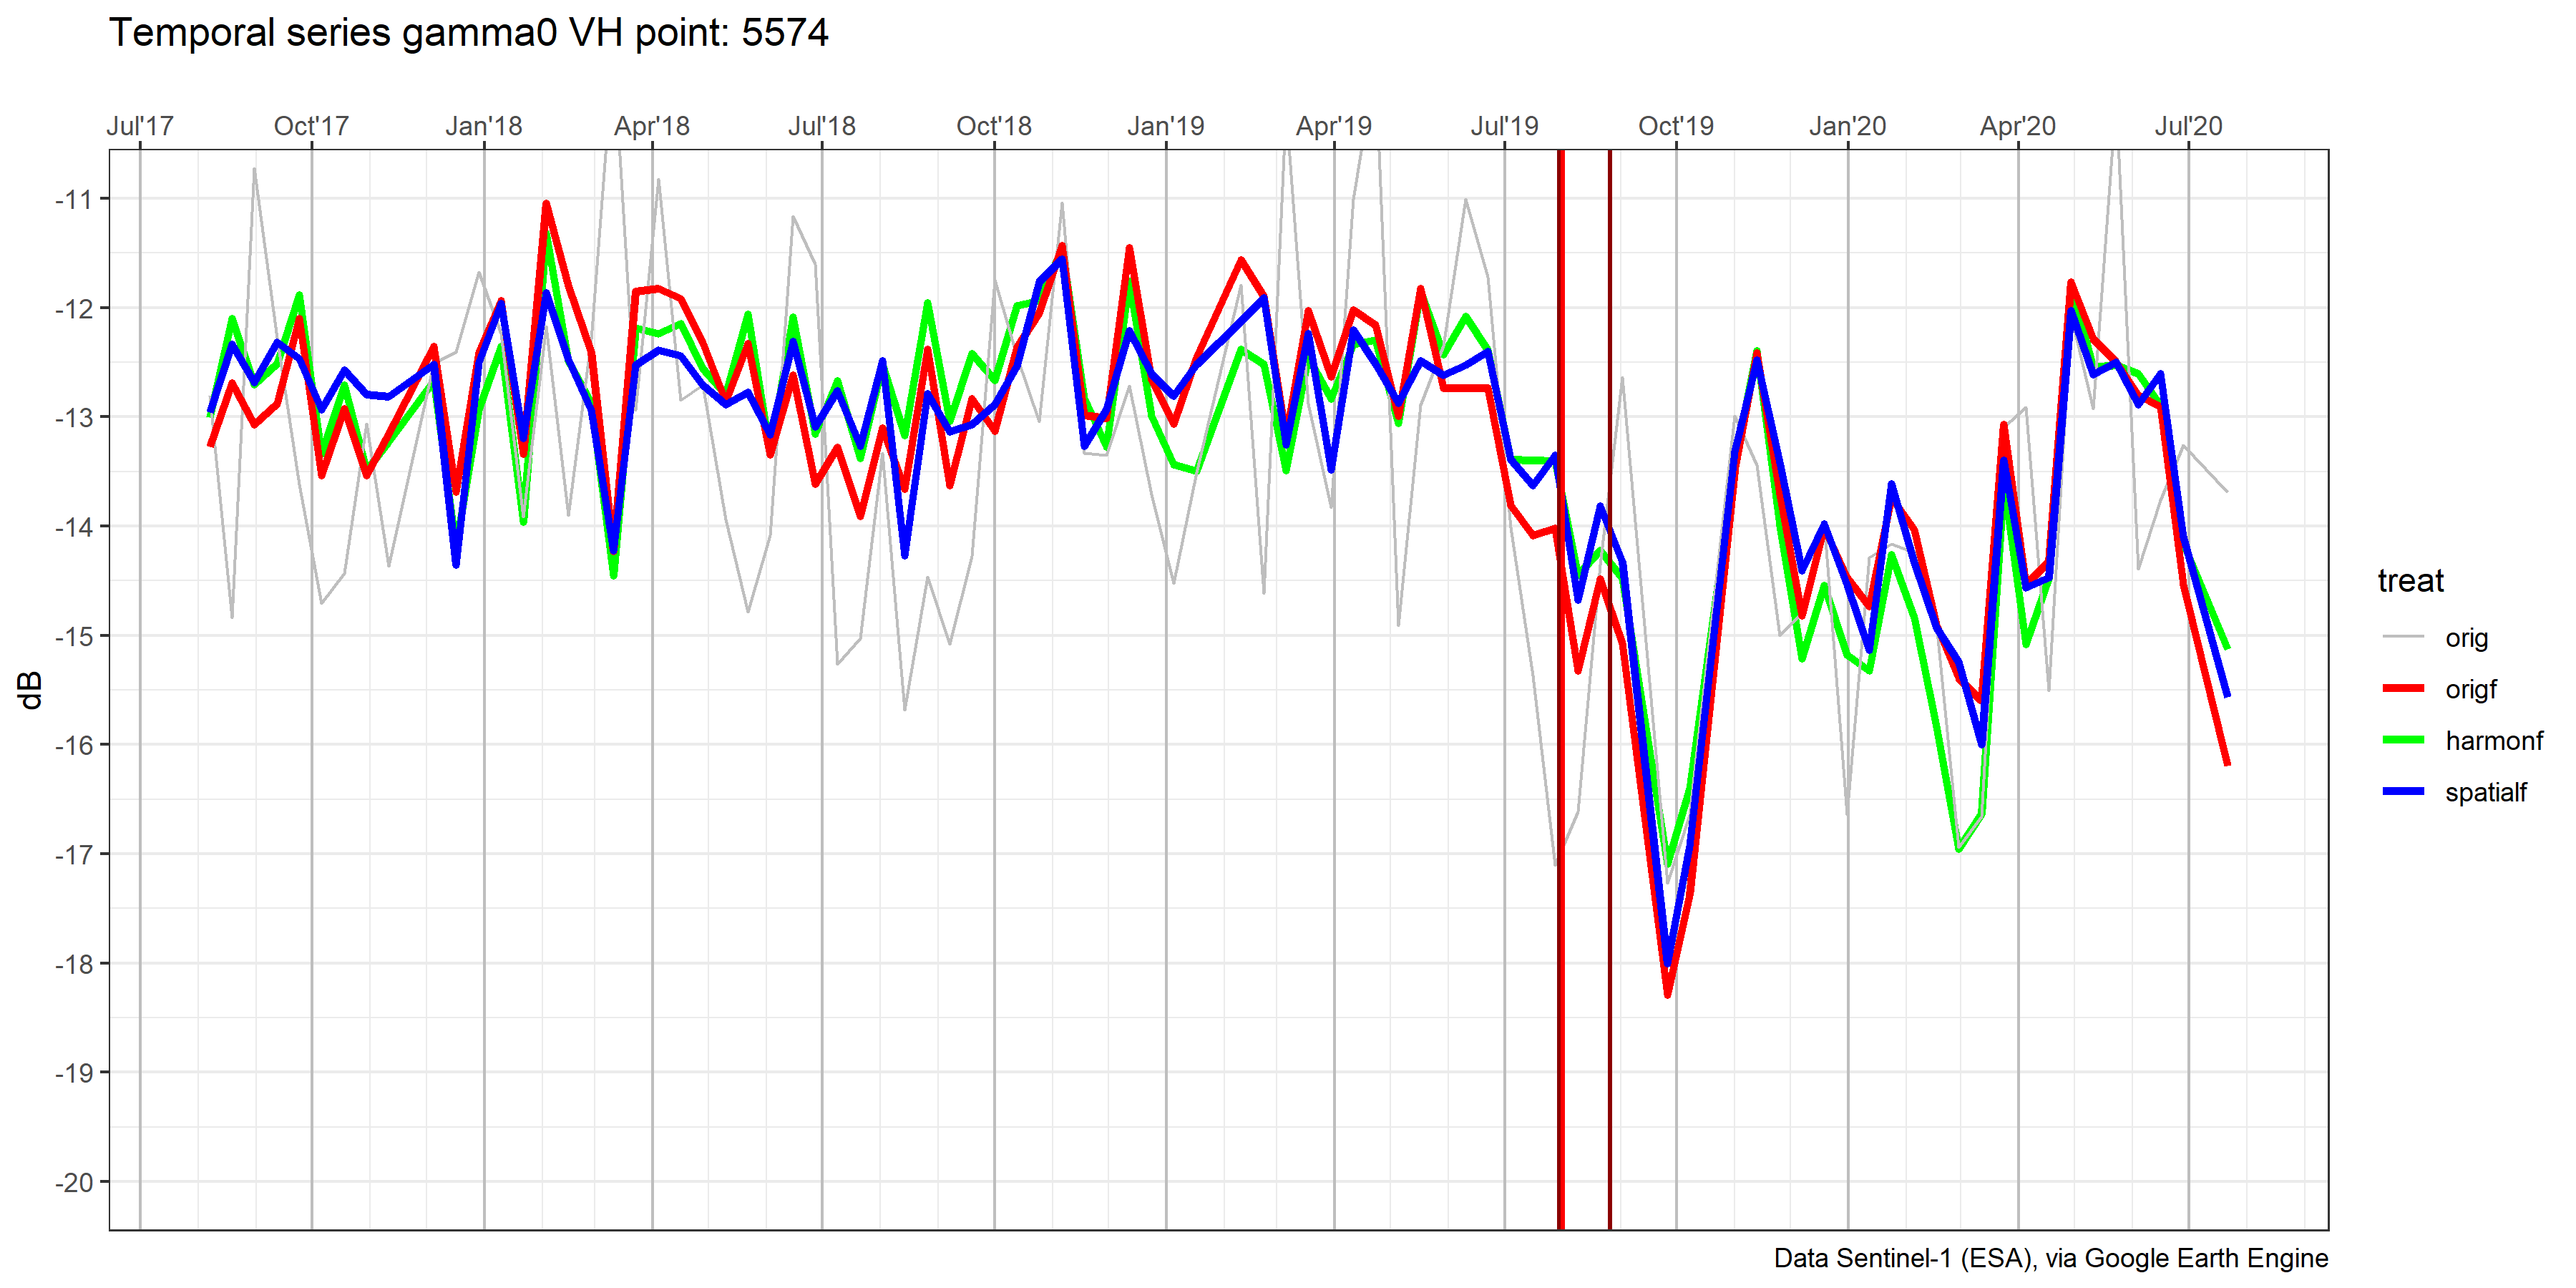 Temporal series gamma0 VH point: 5574
Jul'17 Oct'17 Jan'18 Apr'18 Jul'18 Oct'18 Jan'19 Apr'19 Jul'19 Oct'19 Jan'20 Apr'20 Jul'20
-11
-12
-13
-14
-15
-16
-17
-18
-19
-20
dB
treat
orig
origf
harmonf
spatialf
Data Sentinel-1 (ESA), via Google Earth Engine